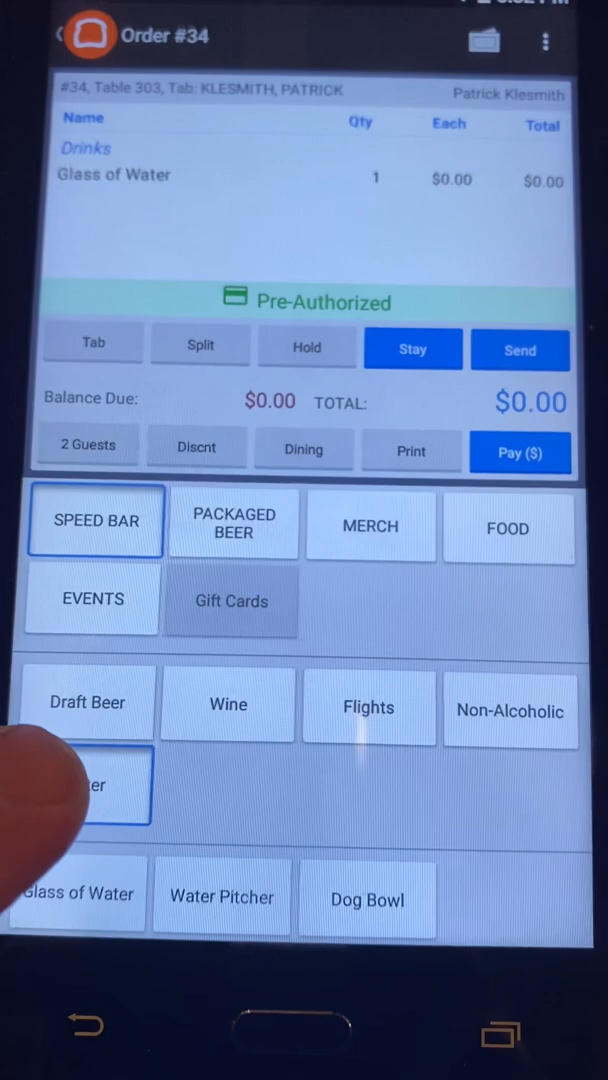 Order #34
#34, Table 303, Tab: KLESMITH, PATRICK Patrick Klesmith
Name Qty Each Total
Drinks
Glass of Water 1 $0.00 $0.00
Pre-Authorized
Tab Split Hold Stay Send
Balance Due: $0.00 TOTAL: $0.00
2 Guests Discnt Dining Print Pay ($)
SPEED BAR PACKAGED BEER MERCH FOOD
EVENTS Gift Cards
Draft Beer Wine Flights Non-Alcoholic
er
Glass of Water Water Pitcher Dog Bowl